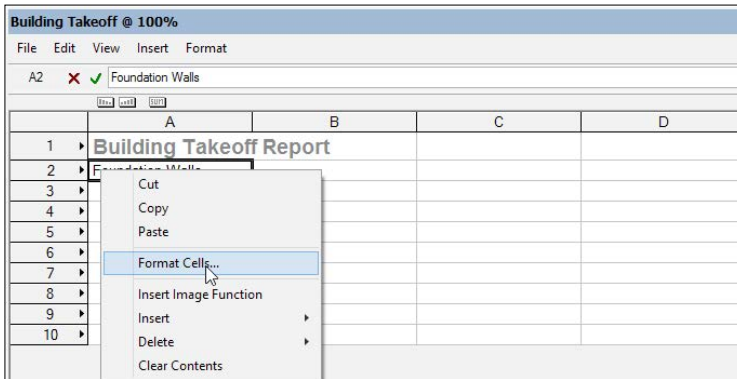 Building Takeoff @ 100%
File Edit View Insert Format
A2 Foundation Walls
SUM
A B C D
1 Building Takeoff Report
2 Foundation Walls
3
4
5
6
7
8
9
10
Cut
Copy
Paste
Format Cells...
Insert Image Function
Insert
Delete
Clear Contents